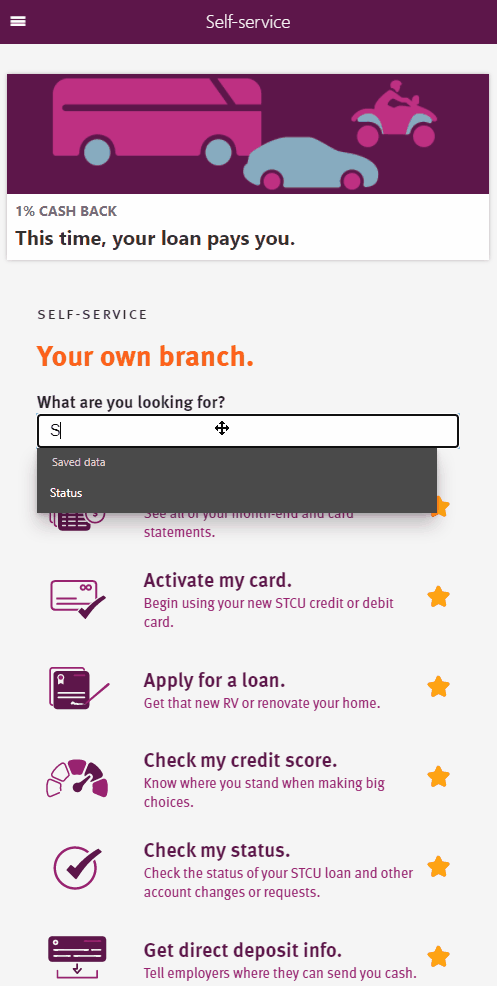 Self-service
1% CASH BACK
This time, your loan pays you.
SELF-SERVICE
Your own branch.
What are you looking for?
S
Saved data
Status
See all of your month-end and card
statements.
Activate my card.
Begin using your new STCU credit or debit
card.
Apply for a loan.
Get that new RV or renovate your home.
Check my credit score.
Know where you stand when making big
choices.
Check my status.
Check the status of your STCU loan and other
account changes or requests.
Get direct deposit info.
Tell employers where they can send you cash.